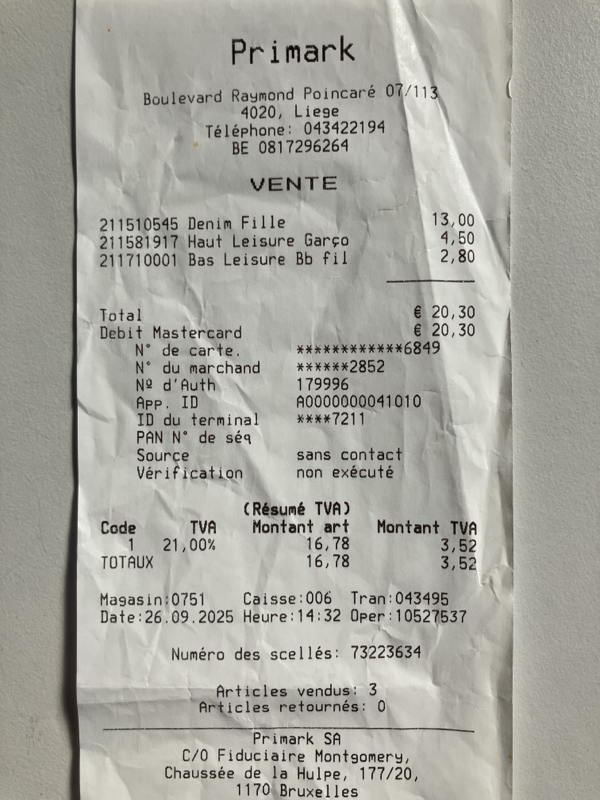 Primark
Boulevard Raymond Poincaré 07/113
4020, Liege
Téléphone: 043422194
BE 0817296264
VENTE
211510545 Denim Fille 13,00
211581917 Haut Leisure Garço 4,50
211710001 Bas Leisure Bb fil 2,80
Total € 20,30
Debit Mastercard € 20,30
N° de carte. ************6849
N° du marchand ******2852
Nº d'Auth 179996
App. ID A0000000041010
ID du terminal ****7211
PAN N° de séq
Source sans contact
Vérification non exécuté
(Résumé TVA)
Code TVA Montant art Montant TVA
1 21,00% 16,78 3,52
TOTAUX 16,78 3,52
Magasin:0751 Caisse:006 Tran:043495
Date:26.09.2025 Heure:14:32 Oper:10527537
Numéro des scellés: 73223634
Articles vendus: 3
Articles retournés: 0
Primark SA
C/O Fiduciaire Montgomery,
Chaussée de la Hulpe, 177/20,
1170 Bruxelles